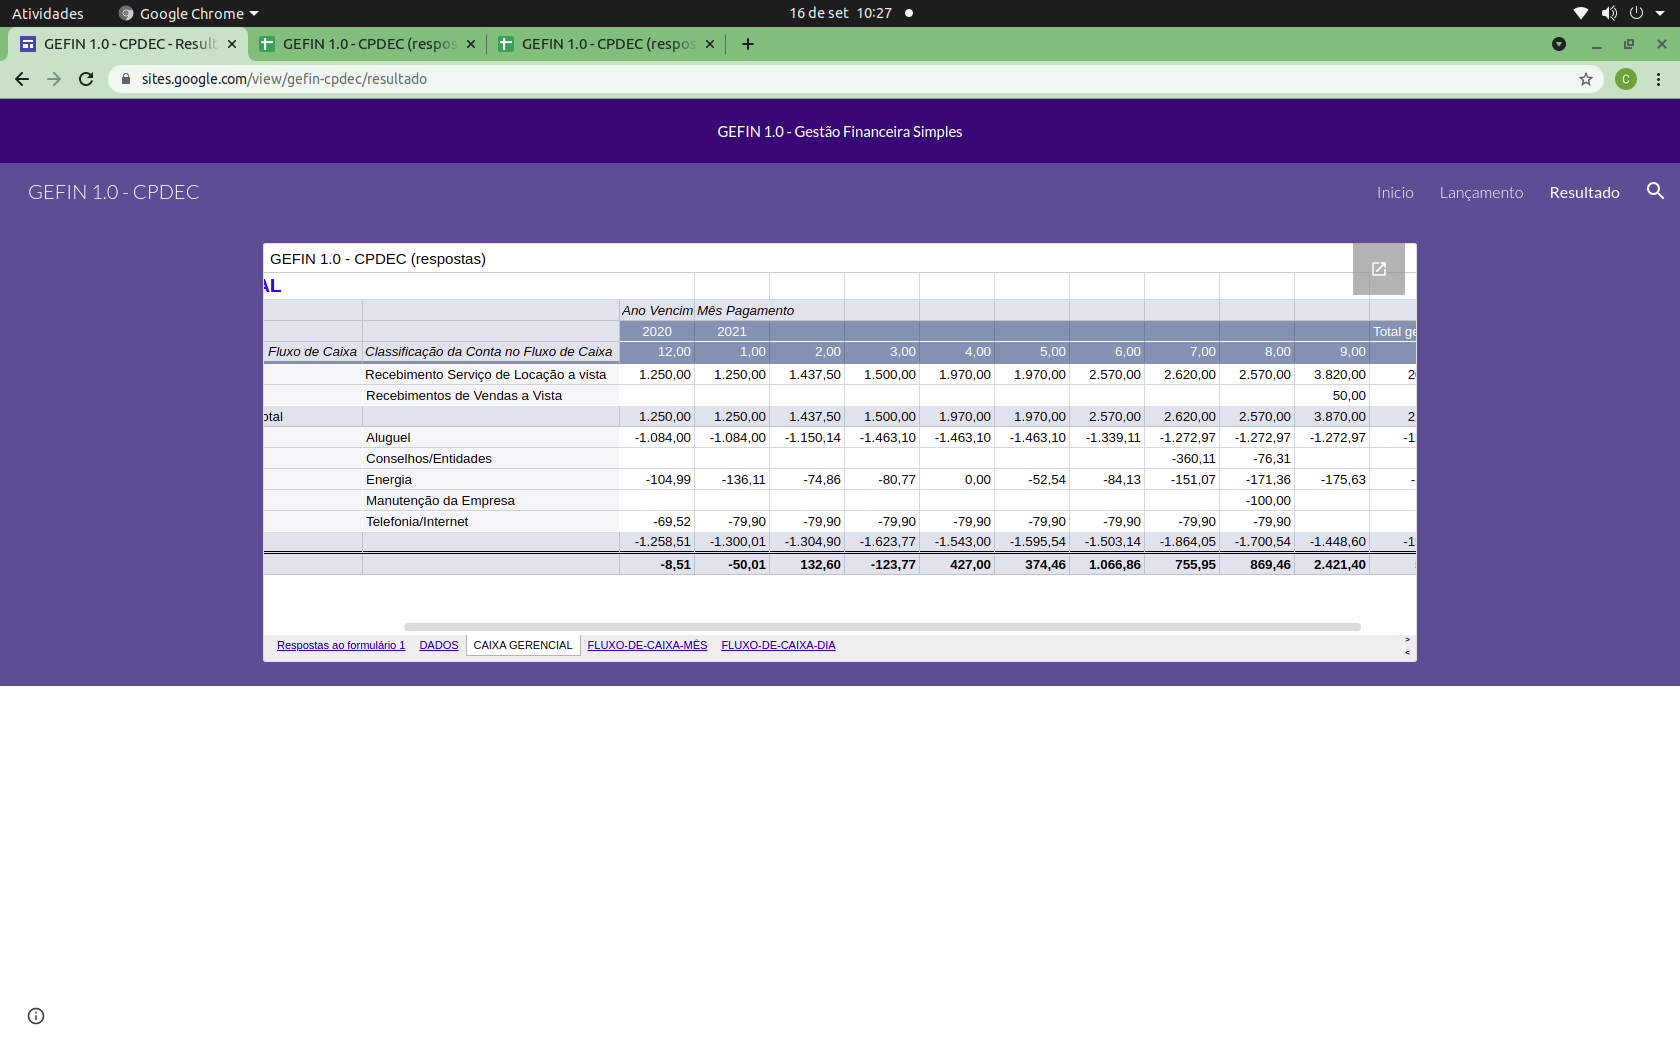 Atividades Google Chrome 16 de set 10:27
GEFIN 1.0 - CPDEC - Result GEFIN 1.0 - CPDEC (respos GEFIN 1.0 - CPDEC (respos
sites.google.com/view/gefin-cpdec/resultado C
GEFIN 1.0 - Gestão Financeira Simples
GEFIN 1.0 - CPDEC Inicio Lançamento Resultado
GEFIN 1.0 - CPDEC (respostas)
AL
Ano Vencim Mês Pagamento
2020 2021 Total ge
Fluxo de Caixa Classificação da Conta no Fluxo de Caixa 12,00 1,00 2,00 3,00 4,00 5,00 6,00 7,00 8,00 9,00
Recebimento Serviço de Locação a vista 1.250,00 1.250,00 1.437,50 1.500,00 1.970,00 1.970,00 2.570,00 2.620,00 2.570,00 3.820,00 2
Recebimentos de Vendas a Vista 50,00
otal 1.250,00 1.250,00 1.437,50 1.500,00 1.970,00 1.970,00 2.570,00 2.620,00 2.570,00 3.870,00 2
Aluguel -1.084,00 -1.084,00 -1.150,14 -1.463,10 -1.463,10 -1.463,10 -1.339,11 -1.272,97 -1.272,97 -1.272,97 -1
Conselhos/Entidades -360,11 -76,31
Energia -104,99 -136,11 -74,86 -80,77 0,00 -52,54 -84,13 -151,07 -171,36 -175,63 -
Manutenção da Empresa -100,00
Telefonia/Internet -69,52 -79,90 -79,90 -79,90 -79,90 -79,90 -79,90 -79,90 -79,90
-1.258,51 -1.300,01 -1.304,90 -1.623,77 -1.543,00 -1.595,54 -1.503,14 -1.864,05 -1.700,54 -1.448,60 -1
-8,51 -50,01 132,60 -123,77 427,00 374,46 1.066,86 755,95 869,46 2.421,40
Respostas ao formulário 1 DADOS CAIXA GERENCIAL FLUXO-DE-CAIXA-MÊS FLUXO-DE-CAIXA-DIA